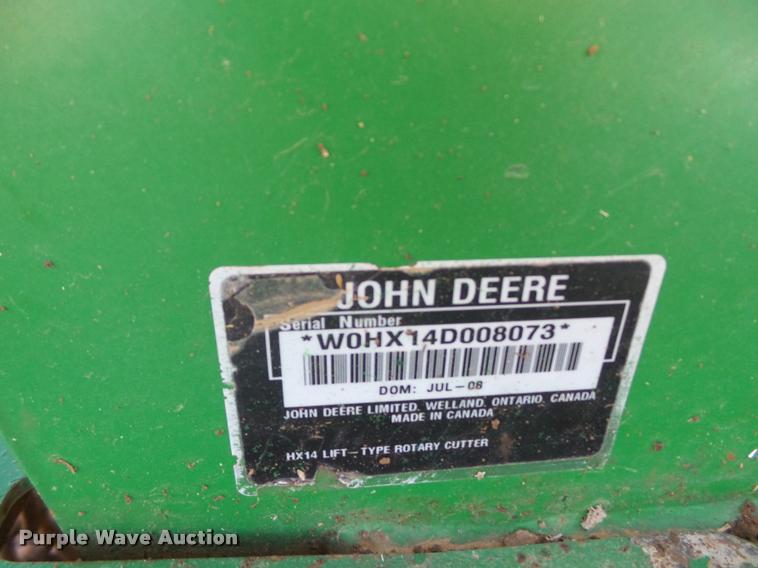 JOHN DEERE
Serial Number
*W0HX14D008073*
DOM: JUL-08
JOHN DEERE LIMITED, WELLAND, ONTARIO, CANADA
MADE IN CANADA
HX14 LIFT-TYPE ROTARY CUTTER
Purple Wave Auction